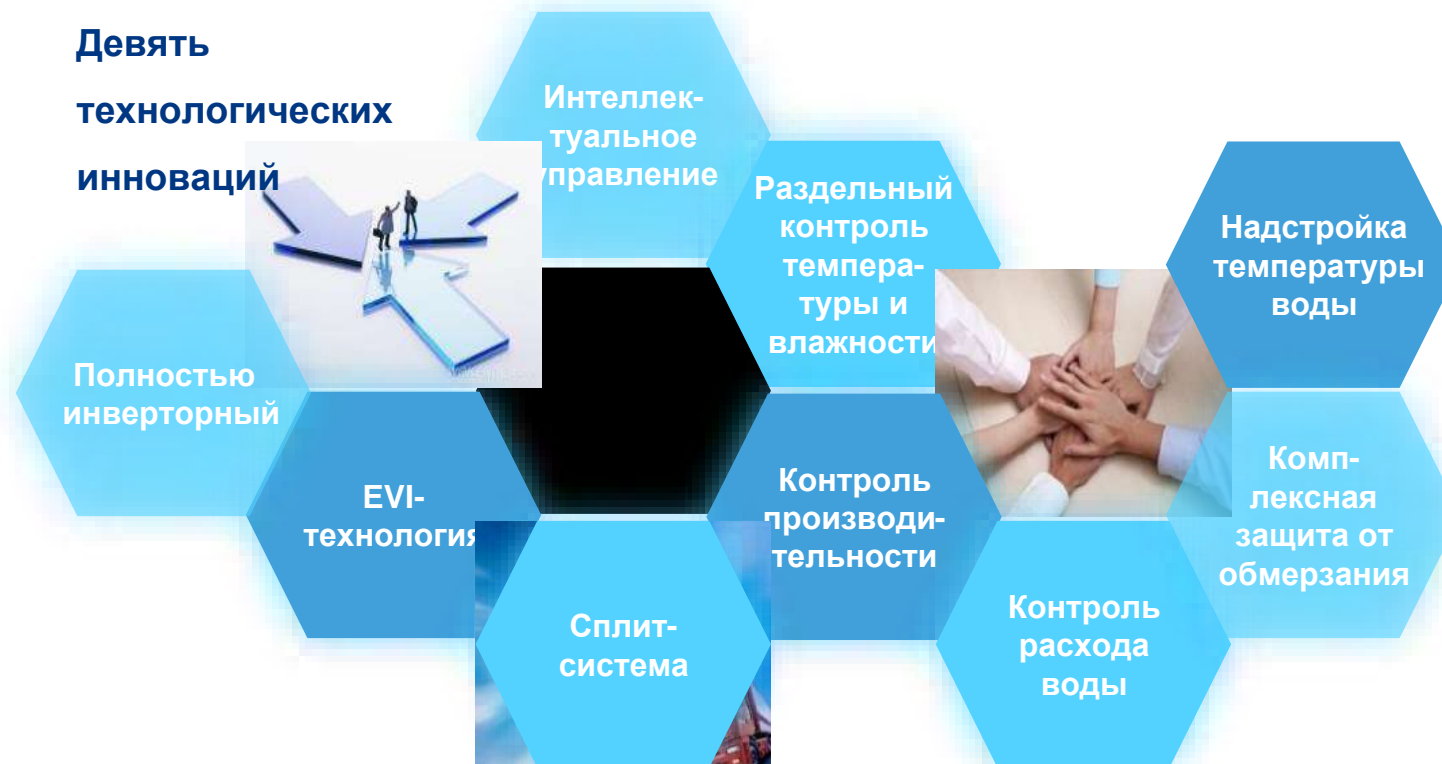 Девять
технологических
инноваций
Интеллек-
туальное
управление
Раздельный
контроль
темпера-
туры и
влажности
Надстройка
температуры
воды
Полностью
инверторный
EVI-
технология
Контроль
производи-
тельности
Комп-
лексная
защита от
обмерзания
Сплит-
система
Контроль
расхода
воды